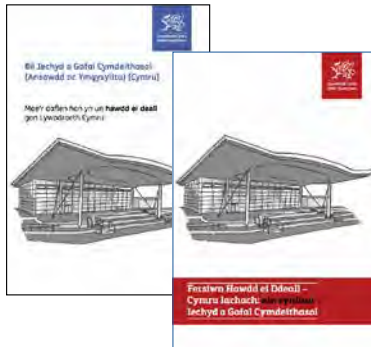 Bil Iechyd a Gofal Cymdeithasol
(Ansawdd ac Ymgysylltu) (Cymru)
Mae'r daflen hon yn un hawdd ei deall
gan Lywodraeth Cymru
Fersiwn Hawdd ei Ddeall –
Cymru Iachach: ein cynllun
Iechyd a Gofal Cymdeithasol